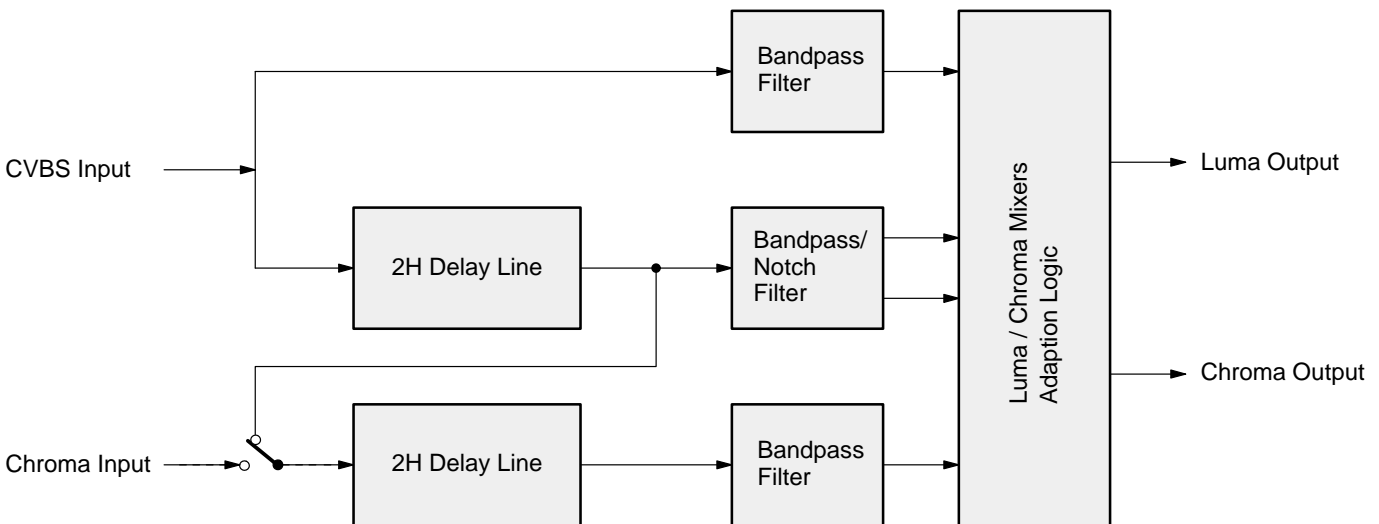 Bandpass
Filter
CVBS Input
2H Delay Line
Bandpass/
Notch
Filter
Luma / Chroma Mixers
Adaption Logic
Luma Output
Chroma Output
Chroma Input
2H Delay Line
Bandpass
Filter